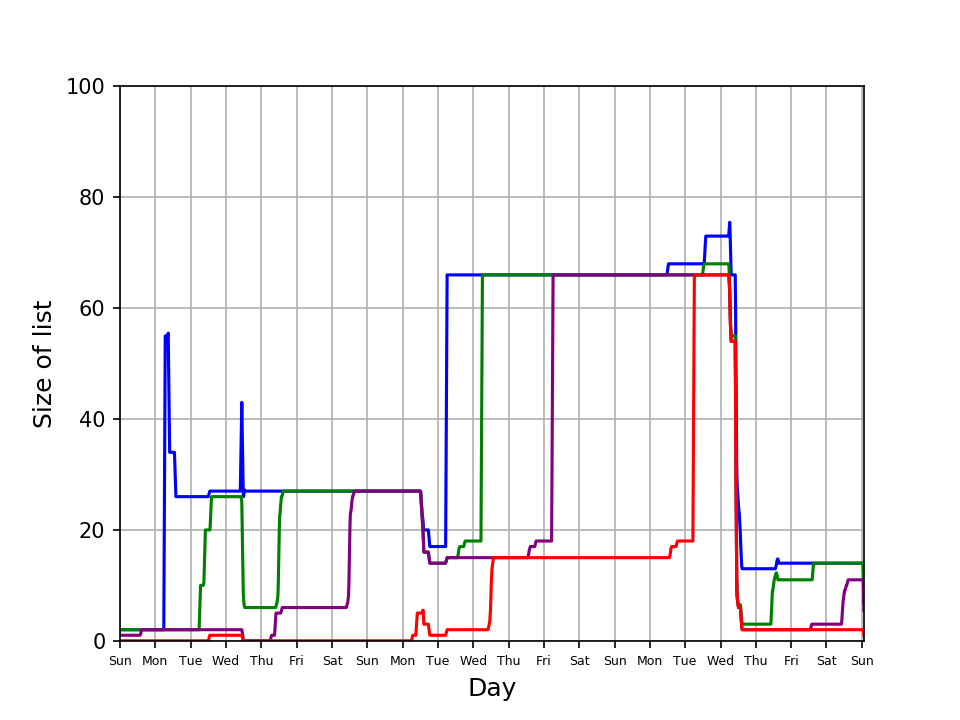 100
80
60
40
20
0
Size of list
Sun Mon Tue Wed Thu Fri Sat Sun Mon Tue Wed Thu Fri Sat Sun Mon Tue Wed Thu Fri Sat Sun
Day